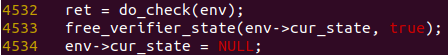 4532 ret = do_check(env);
4533 free_verifier_state(env->cur_state, true);
4534 env->cur_state = NULL;